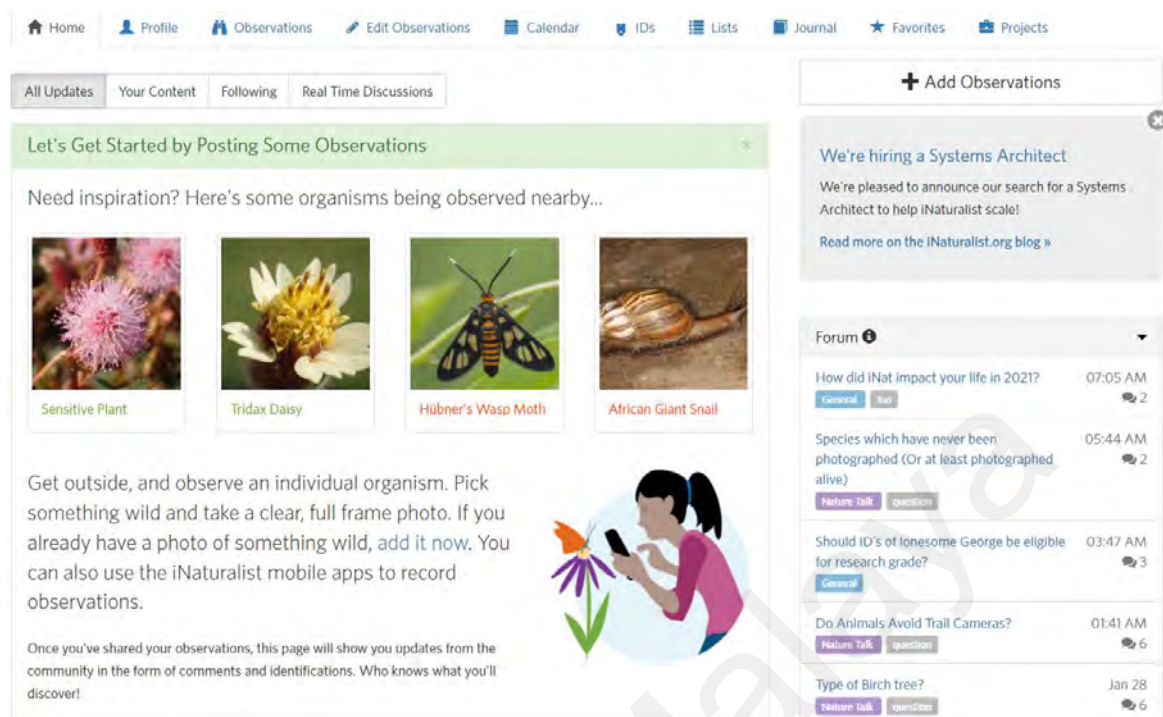 Home Profile Observations Edit Observations Calendar IDs Lists Journal Favorites Projects
All Updates Your Content Following Real Time Discussions
Let's Get Started by Posting Some Observations ×
Need inspiration? Here's some organisms being observed nearby...
Sensitive Plant
Tridax Daisy
Hübner's Wasp Moth
African Giant Snail
Get outside, and observe an individual organism. Pick
something wild and take a clear, full frame photo. If you
already have a photo of something wild, add it now. You
can also use the iNaturalist mobile apps to record
observations.
Once you've shared your observations, this page will show you updates from the
community in the form of comments and identifications. Who knows what you'll
discover!
Add Observations
We're hiring a Systems Architect
We're pleased to announce our search for a Systems
Architect to help iNaturalist scale!
Read more on the iNaturalist.org blog »
Forum
How did iNat impact your life in 2021? 07:05 AM
General 2
Species which have never been 05:44 AM
photographed (Or at least photographed 2
alive)
Nature Talk question
Should ID's of lonesome George be eligible 03:47 AM
for research grade? 3
General
Do Animals Avoid Trail Cameras? 01:41 AM
Nature Talk question 6
Type of Birch tree? Jan 28
Nature Talk question 6
alaya